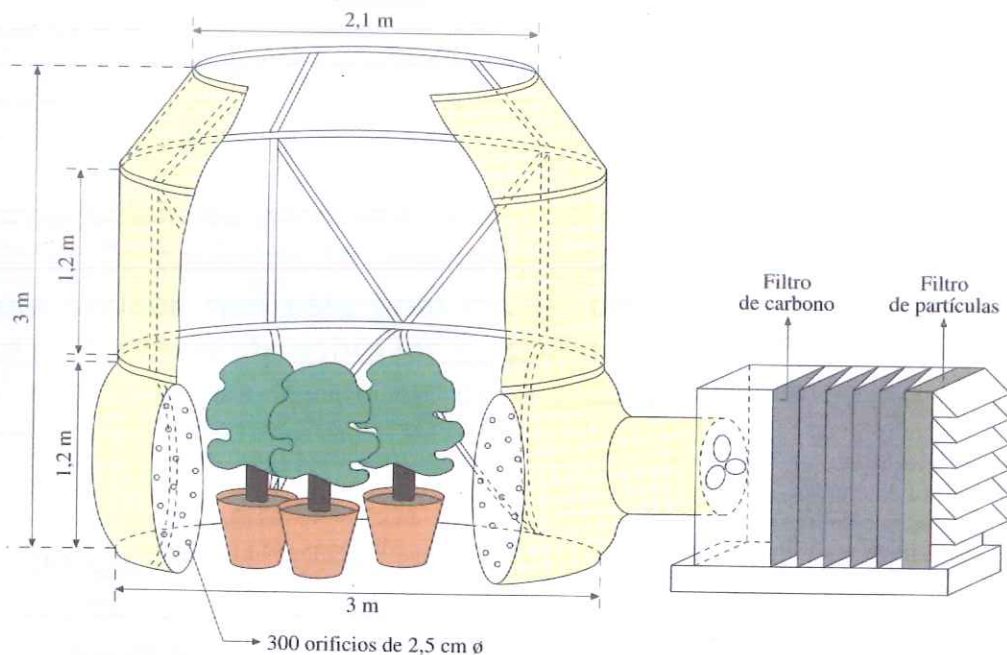 2,1 m
3 m
1,2 m
1,2 m
Filtro
de carbono
Filtro
de partículas
3 m
300 orificios de 2,5 cm ø